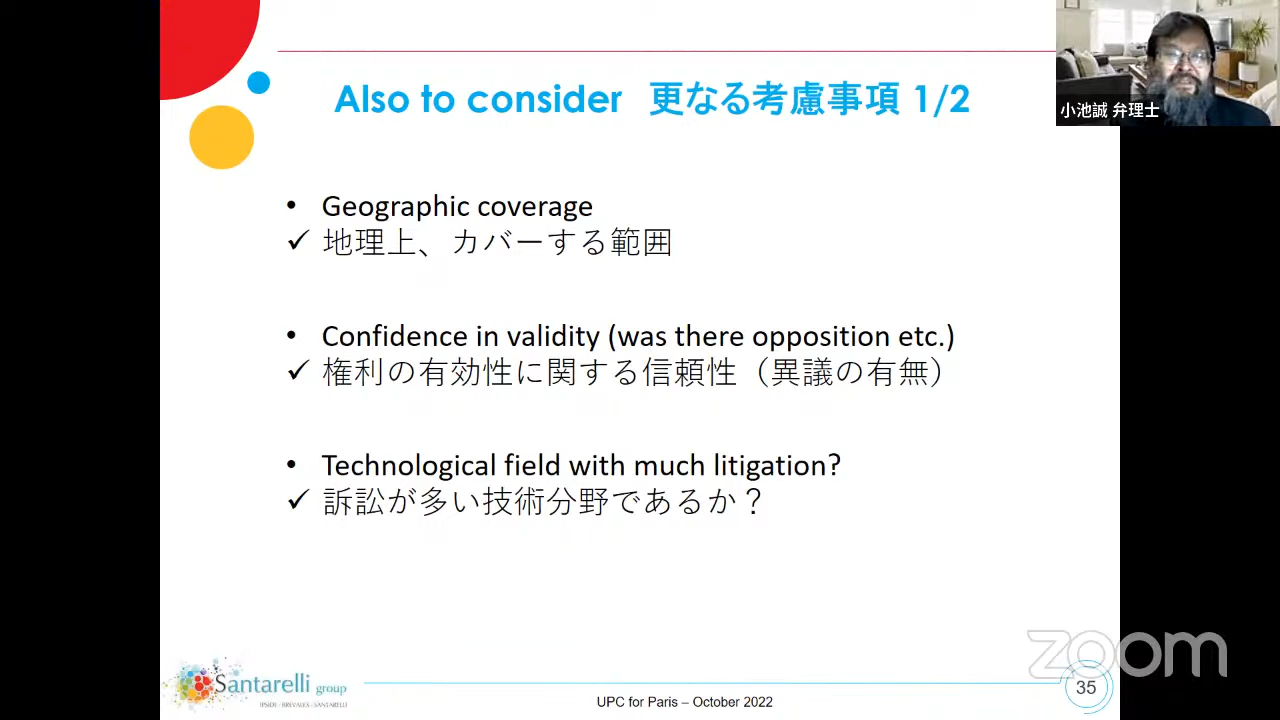 Also to consider 更なる考慮事項 1/2
小池誠 弁理士
• Geographic coverage
✓ 地理上、カバーする範囲
• Confidence in validity (was there opposition etc.)
✓ 権利の有効性に関する信頼性（異議の有無）
• Technological field with much litigation?
✓ 訴訟が多い技術分野であるか？
zoom
Santarelli group
IPSIDE - BREVALEX - SANTARELLI
UPC for Paris – October 2022
35